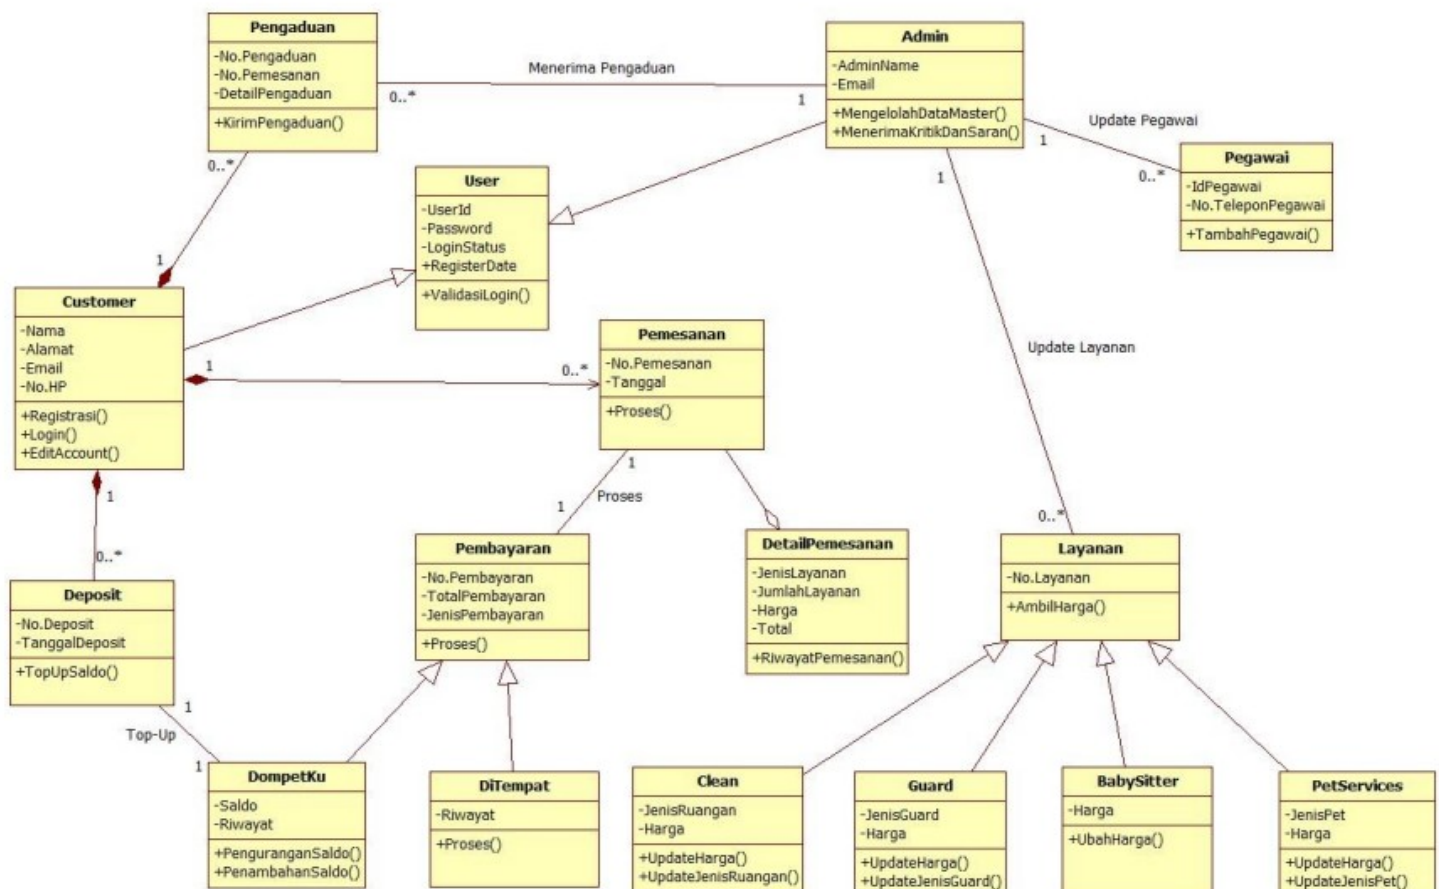 Pengaduan
-No.Pengaduan
-No.Pemesanan
-DetailPengaduan
+KirimPengaduan()
0..*
Menerima Pengaduan
1
Admin
-AdminName
-Email
+MengelolahDataMaster()
+MenerimaKritikDanSaran()
1
Update Pegawai
0..*
Pegawai
-IdPegawai
-No.TeleponPegawai
+TambahPegawai()
0..*
1
User
-UserId
-Password
-LoginStatus
+RegisterDate
+ValidasiLogin()
1
Update Layanan
0..*
Customer
-Nama
-Alamat
-Email
-No.HP
+Registrasi()
+Login()
+EditAccount()
1
0..*
Pemesanan
-No.Pemesanan
-Tanggal
+Proses()
1
Proses
1
1
0..*
Deposit
-No.Deposit
-TanggalDeposit
+TopUpSaldo()
1
Top-Up
1
Pembayaran
-No.Pembayaran
-TotalPembayaran
-JenisPembayaran
+Proses()
DetailPemesanan
-JenisLayanan
-JumlahLayanan
-Harga
-Total
+RiwayatPemesanan()
Layanan
-No.Layanan
+AmbilHarga()
DompetKu
-Saldo
-Riwayat
+PenguranganSaldo()
+PenambahanSaldo()
DiTempat
-Riwayat
+Proses()
Clean
-JenisRuangan
-Harga
+UpdateHarga()
+UpdateJenisRuangan()
Guard
-JenisGuard
-Harga
+UpdateHarga()
+UpdateJenisGuard()
BabySitter
-Harga
+UbahHarga()
PetServices
-JenisPet
-Harga
+UpdateHarga()
+UpdateJenisPet()